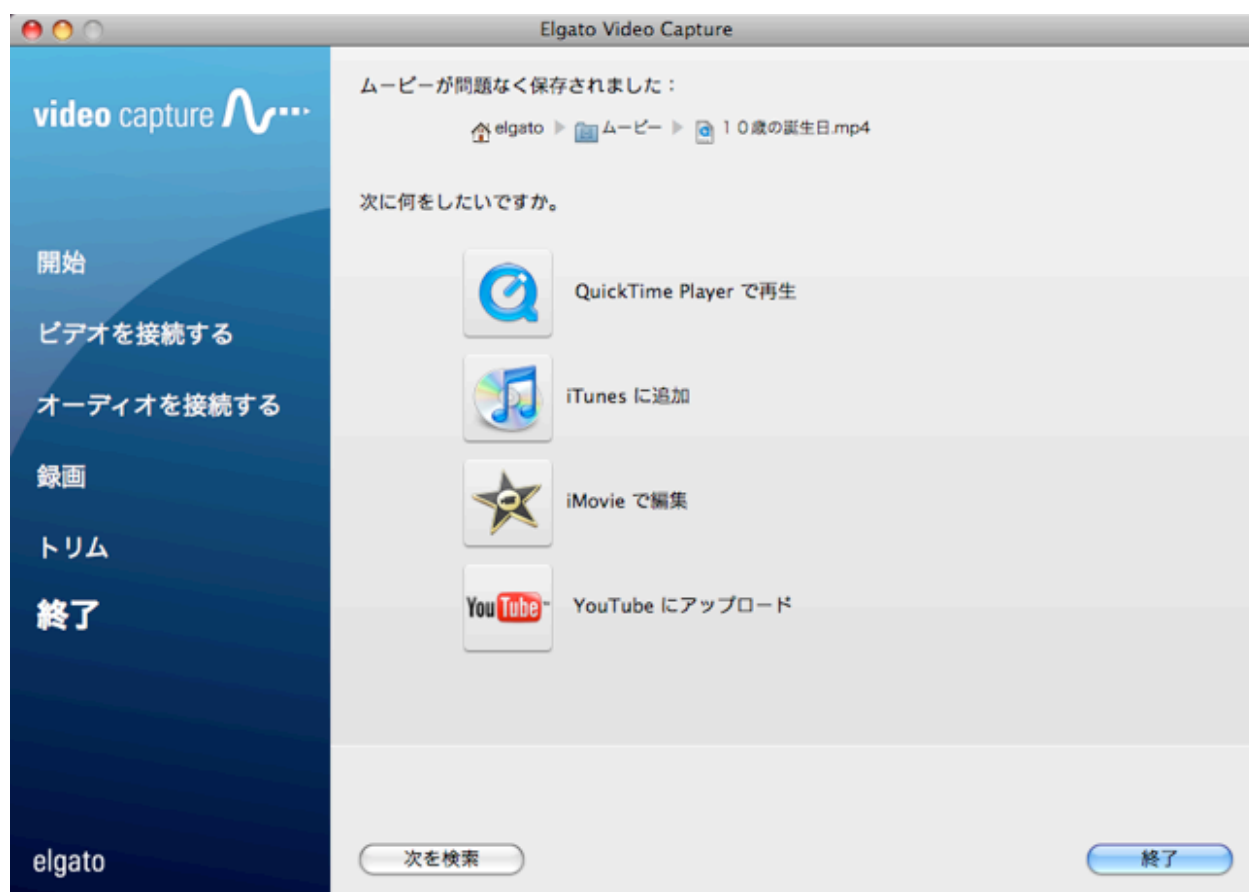 Elgato Video Capture
video capture
開始
ビデオを接続する
オーディオを接続する
録画
トリム
終了
elgato
ムービーが問題なく保存されました：
elgato ムービー １０歳の誕生日.mp4
次に何をしたいですか。
QuickTime Player で再生
iTunes に追加
iMovie で編集
YouTube YouTube にアップロード
次を検索
終了